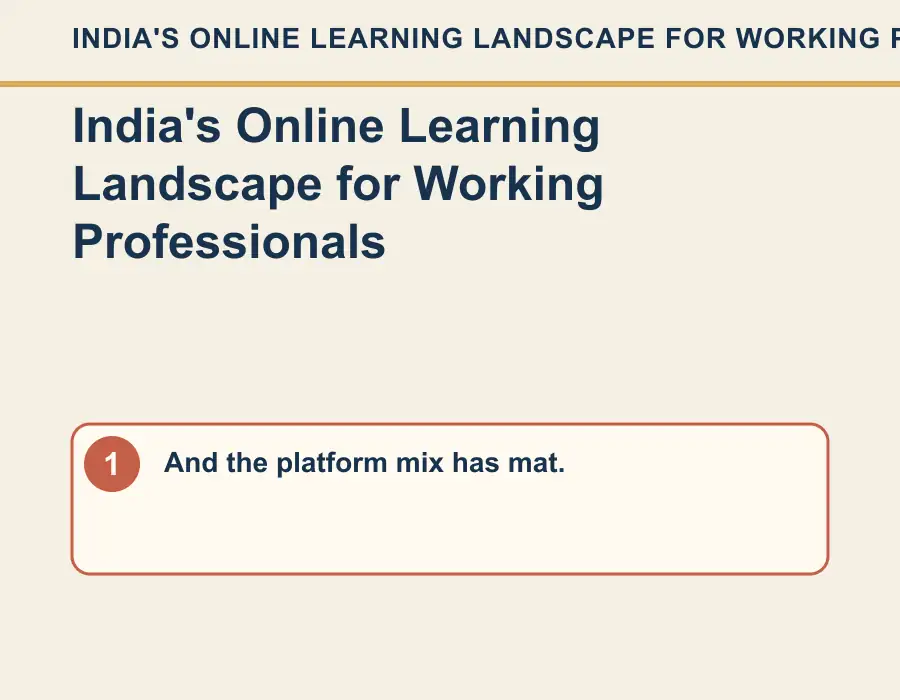 INDIA'S ONLINE LEARNING LANDSCAPE FOR WORKING
India's Online Learning
Landscape for Working
Professionals
1 And the platform mix has mat.